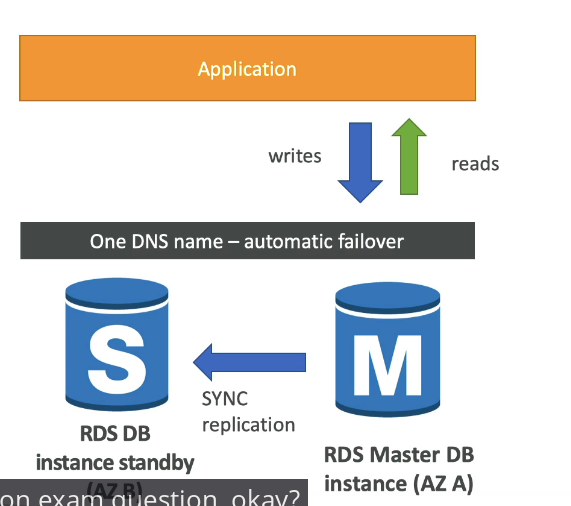 Application
writes
reads
One DNS name – automatic failover
S
M
SYNC
replication
RDS DB
instance standby
(AZ B)
RDS Master DB
instance (AZ A)
on exam question, okay?